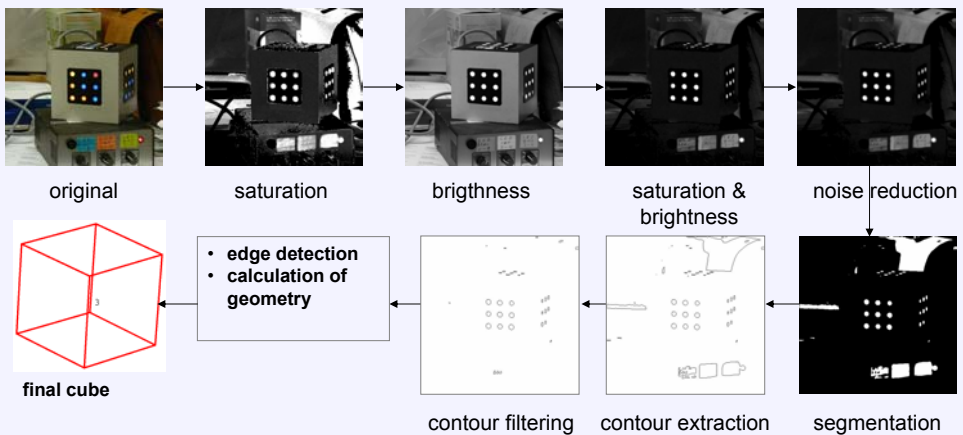 original
saturation
brigthness
saturation &
brightness
noise reduction
• edge detection
• calculation of
geometry
3
final cube
contour filtering
contour extraction
segmentation